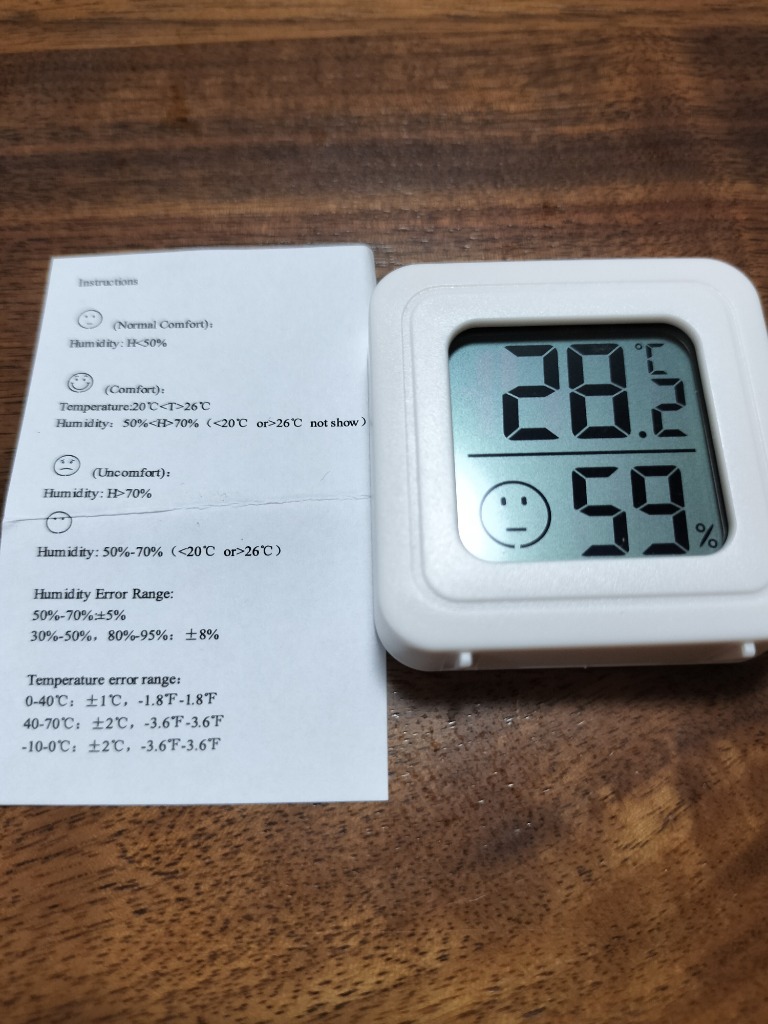 Instructions
(Normal Comfort):
Humidity: H<50%
(Comfort):
Temperature:20℃<T>26℃
Humidity: 50%<H>70% (<20℃ or>26℃ not show)
(Uncomfort):
Humidity: H>70%
Humidity: 50%-70% (<20℃ or>26℃)
Humidity Error Range:
50%-70%:±5%
30%-50%, 80%-95%: ±8%
Temperature error range:
0-40℃: ±1℃, -1.8℉-1.8℉
40-70℃: ±2℃, -3.6℉-3.6℉
-10-0℃: ±2℃, -3.6℉-3.6℉
28.2 ℃
59 %